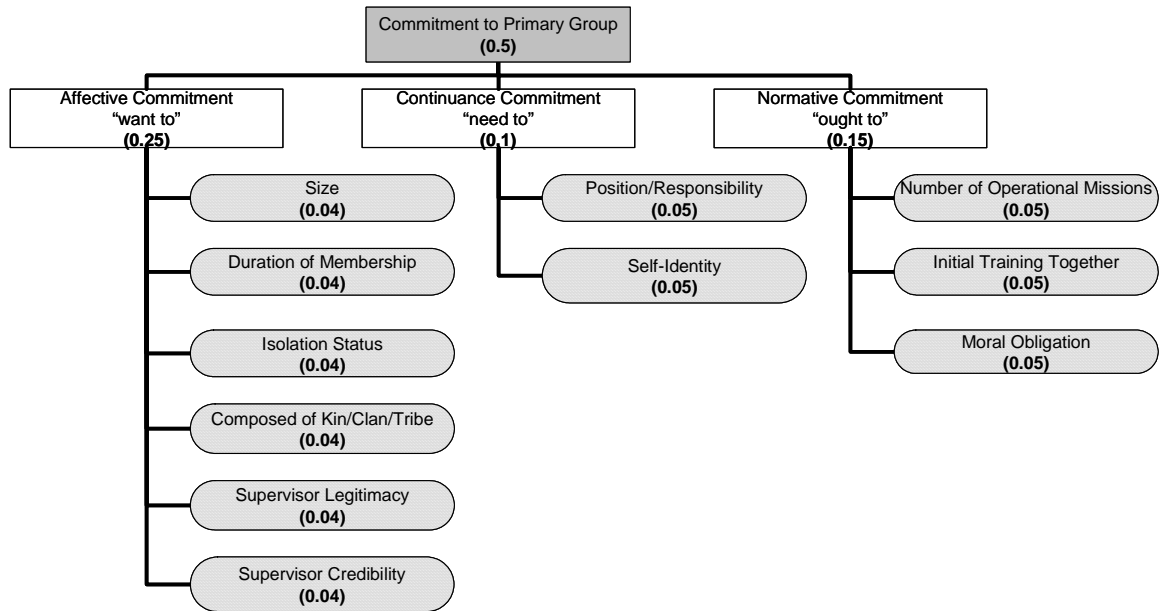 Commitment to Primary Group
(0.5)
Affective Commitment
“want to”
(0.25)
Continuance Commitment
“need to”
(0.1)
Normative Commitment
“ought to”
(0.15)
Size
(0.04)
Duration of Membership
(0.04)
Isolation Status
(0.04)
Composed of Kin/Clan/Tribe
(0.04)
Supervisor Legitimacy
(0.04)
Supervisor Credibility
(0.04)
Position/Responsibility
(0.05)
Self-Identity
(0.05)
Number of Operational Missions
(0.05)
Initial Training Together
(0.05)
Moral Obligation
(0.05)